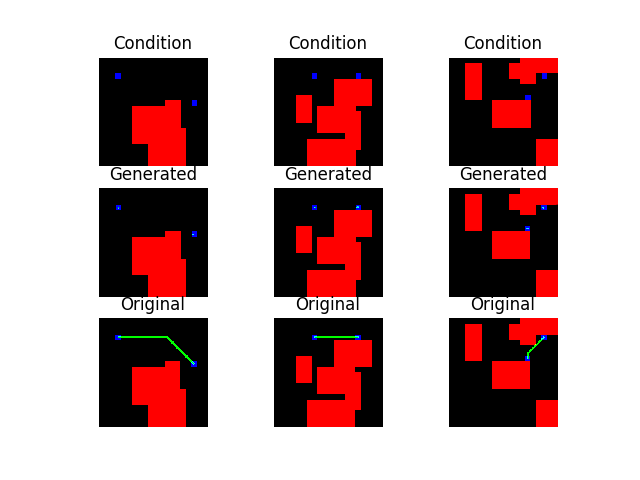 Condition Condition Condition
Generated Generated Generated
Original Original Original